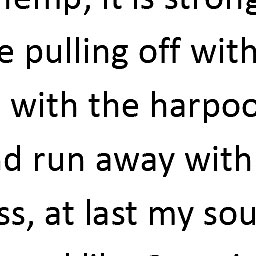 emp, it is strong
e pulling off with
with the harpoo
d run away with
ss, at last my sou